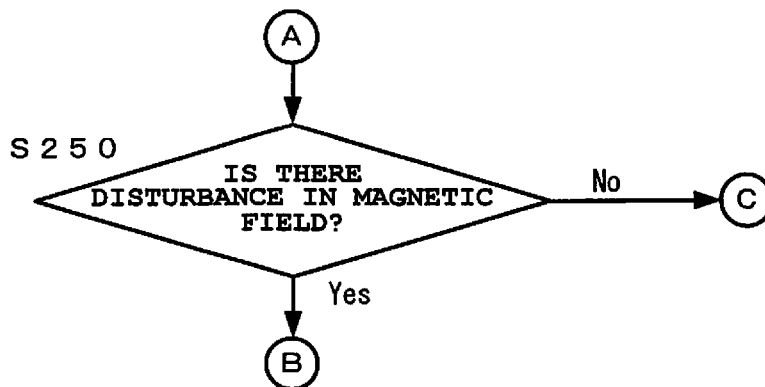 A
S250
IS THERE
DISTURBANCE IN MAGNETIC
FIELD?
No
C
Yes
B